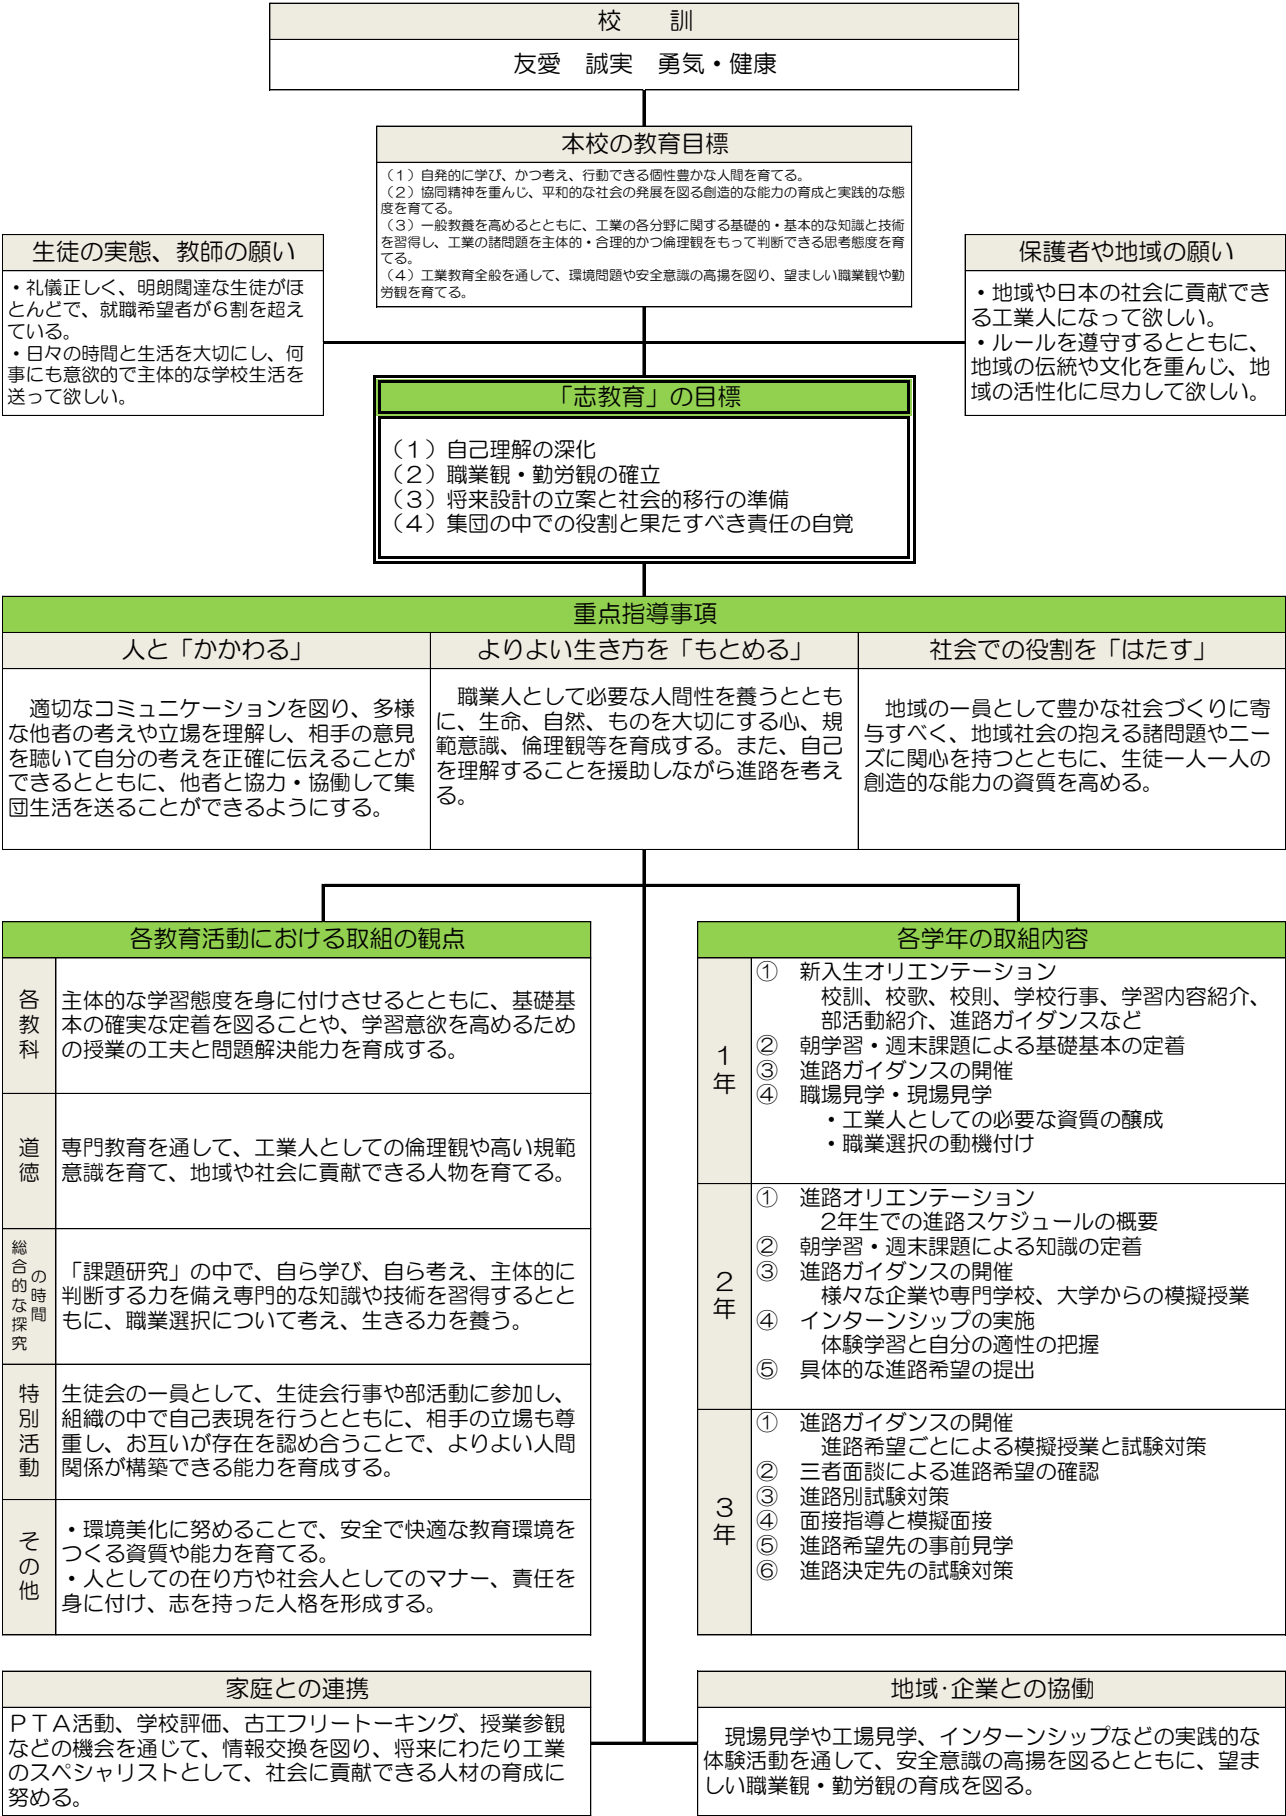 校　　訓
友愛　誠実　勇気・健康
本校の教育目標
（１）自発的に学び、かつ考え、行動できる個性豊かな人間を育てる。
（２）協同精神を重んじ、平和的な社会の発展を図る創造的な能力の育成と実践的な態
度を育てる。
（３）一般教養を高めるとともに、工業の各分野に関する基礎的・基本的な知識と技術
を習得し、工業の諸問題を主体的・合理的かつ倫理観をもって判断できる思考態度を育
てる。
（４）工業教育全般を通して、環境問題や安全意識の高揚を図り、望ましい職業観や勤
労観を育てる。
生徒の実態、教師の願い
・礼儀正しく、明朗闊達な生徒がほ
とんどで、就職希望者が６割を超え
ている。
・日々の時間と生活を大切にし、何
事にも意欲的で主体的な学校生活を
送って欲しい。
保護者や地域の願い
・地域や日本の社会に貢献でき
る工業人になって欲しい。
・ルールを遵守するとともに、
地域の伝統や文化を重んじ、地
域の活性化に尽力して欲しい。
「志教育」の目標
（１）自己理解の深化
（２）職業観・勤労観の確立
（３）将来設計の立案と社会的移行の準備
（４）集団の中での役割と果たすべき責任の自覚
重点指導事項
人と「かかわる」
適切なコミュニケーションを図り、多様
な他者の考えや立場を理解し、相手の意見
を聴いて自分の考えを正確に伝えることが
できるとともに、他者と協力・協働して集
団生活を送ることができるようにする。
よりよい生き方を「もとめる」
職業人として必要な人間性を養うととも
に、生命、自然、ものを大切にする心、規
範意識、倫理観等を育成する。また、自己
を理解することを援助しながら進路を考え
る。
社会での役割を「はたす」
地域の一員として豊かな社会づくりに寄
与すべく、地域社会の抱える諸問題やニー
ズに関心を持つとともに、生徒一人一人の
創造的な能力の資質を高める。
各教育活動における取組の観点
各教科
主体的な学習態度を身に付けさせるとともに、基礎基
本の確実な定着を図ることや、学習意欲を高めるため
の授業の工夫と問題解決能力を育成する。
道徳
専門教育を通して、工業人としての倫理観や高い規範
意識を育て、地域や社会に貢献できる人物を育てる。
総合的な探究
の時間
「課題研究」の中で、自ら学び、自ら考え、主体的に
判断する力を備え専門的な知識や技術を習得するとと
もに、職業選択について考え、生きる力を養う。
特別活動
生徒会の一員として、生徒会行事や部活動に参加し、
組織の中で自己表現を行うとともに、相手の立場も尊
重し、お互いが存在を認め合うことで、よりよい人間
関係が構築できる能力を育成する。
その他
・環境美化に努めることで、安全で快適な教育環境を
つくる資質や能力を育てる。
・人としての在り方や社会人としてのマナー、責任を
身に付け、志を持った人格を形成する。
各学年の取組内容
１年
①　新入生オリエンテーション
校訓、校歌、校則、学校行事、学習内容紹介、
部活動紹介、進路ガイダンスなど
②　朝学習・週末課題による基礎基本の定着
③　進路ガイダンスの開催
④　職場見学・現場見学
・工業人としての必要な資質の醸成
・職業選択の動機付け
２年
①　進路オリエンテーション
2年生での進路スケジュールの概要
②　朝学習・週末課題による知識の定着
③　進路ガイダンスの開催
様々な企業や専門学校、大学からの模擬授業
④　インターンシップの実施
体験学習と自分の適性の把握
⑤　具体的な進路希望の提出
３年
①　進路ガイダンスの開催
進路希望ごとによる模擬授業と試験対策
②　三者面談による進路希望の確認
③　進路別試験対策
④　面接指導と模擬面接
⑤　進路希望先の事前見学
⑥　進路決定先の試験対策
家庭との連携
ＰＴＡ活動、学校評価、古工フリートーキング、授業参観
などの機会を通じて、情報交換を図り、将来にわたり工業
のスペシャリストとして、社会に貢献できる人材の育成に
努める。
地域・企業との協働
現場見学や工場見学、インターンシップなどの実践的な
体験活動を通して、安全意識の高揚を図るとともに、望ま
しい職業観・勤労観の育成を図る。